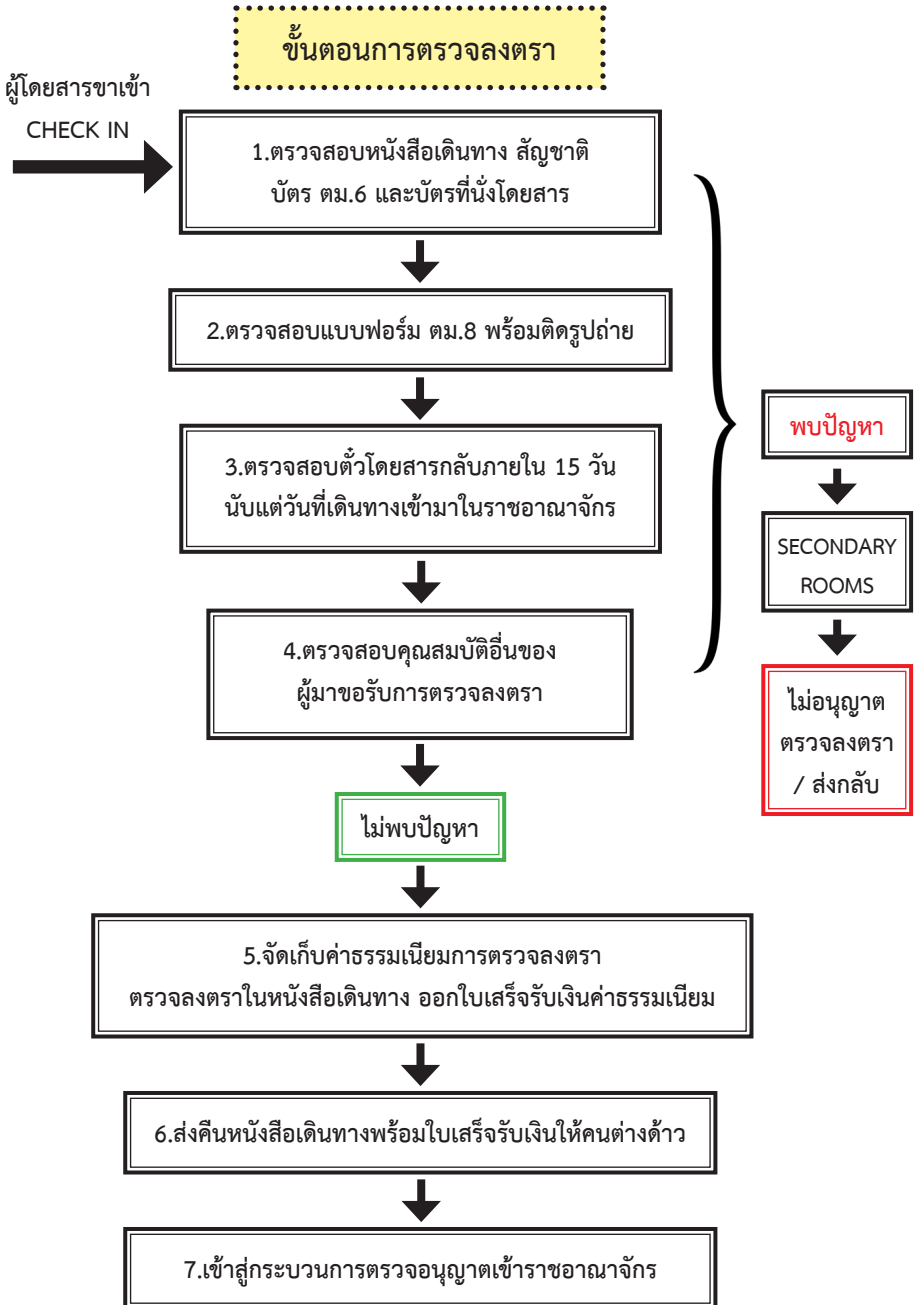 ขั้นตอนการตรวจลงตรา
ผู้โดยสารขาเข้า
CHECK IN
1.ตรวจสอบหนังสือเดินทาง สัญชาติ
บัตร ตม.6 และบัตรที่นั่งโดยสาร
2.ตรวจสอบแบบฟอร์ม ตม.8 พร้อมติดรูปถ่าย
3.ตรวจสอบตั๋วโดยสารกลับภายใน 15 วัน
นับแต่วันที่เดินทางเข้ามาในราชอาณาจักร
4.ตรวจสอบคุณสมบัติอื่นของ
ผู้มาขอรับการตรวจลงตรา
พบปัญหา
SECONDARY
ROOMS
ไม่อนุญาต
ตรวจลงตรา
/ ส่งกลับ
ไม่พบปัญหา
5.จัดเก็บค่าธรรมเนียมการตรวจลงตรา
ตรวจลงตราในหนังสือเดินทาง ออกใบเสร็จรับเงินค่าธรรมเนียม
6.ส่งคืนหนังสือเดินทางพร้อมใบเสร็จรับเงินให้คนต่างด้าว
7.เข้าสู่กระบวนการตรวจอนุญาตเข้าราชอาณาจักร